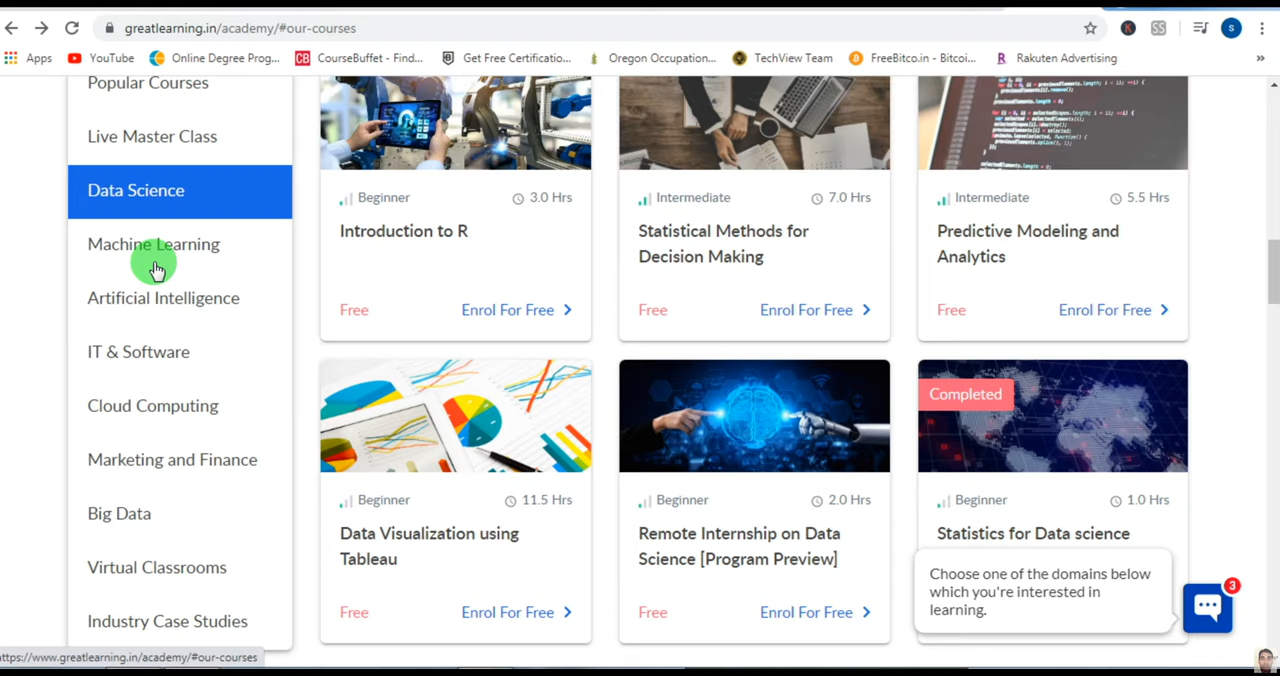 greatlearning.in/academy/#our-courses
Apps
YouTube
Online Degree Prog...
CourseBuffet - Find...
Get Free Certificatio...
Oregon Occupation...
TechView Team
FreeBitco.in - Bitcoi...
Rakuten Advertising
Popular Courses
Live Master Class
Data Science
Machine Learning
Artificial Intelligence
IT & Software
Cloud Computing
Marketing and Finance
Big Data
Virtual Classrooms
Industry Case Studies
Beginner 3.0 Hrs
Introduction to R
Free Enrol For Free
Intermediate 7.0 Hrs
Statistical Methods for
Decision Making
Free Enrol For Free
Intermediate 5.5 Hrs
Predictive Modeling and
Analytics
Free Enrol For Free
Beginner 11.5 Hrs
Data Visualization using
Tableau
Free Enrol For Free
Beginner 2.0 Hrs
Remote Internship on Data
Science [Program Preview]
Free Enrol For Free
Completed
Beginner 1.0 Hrs
Statistics for Data science
Choose one of the domains below
which you're interested in
learning.
3
ttps://www.greatlearning.in/academy/#our-courses